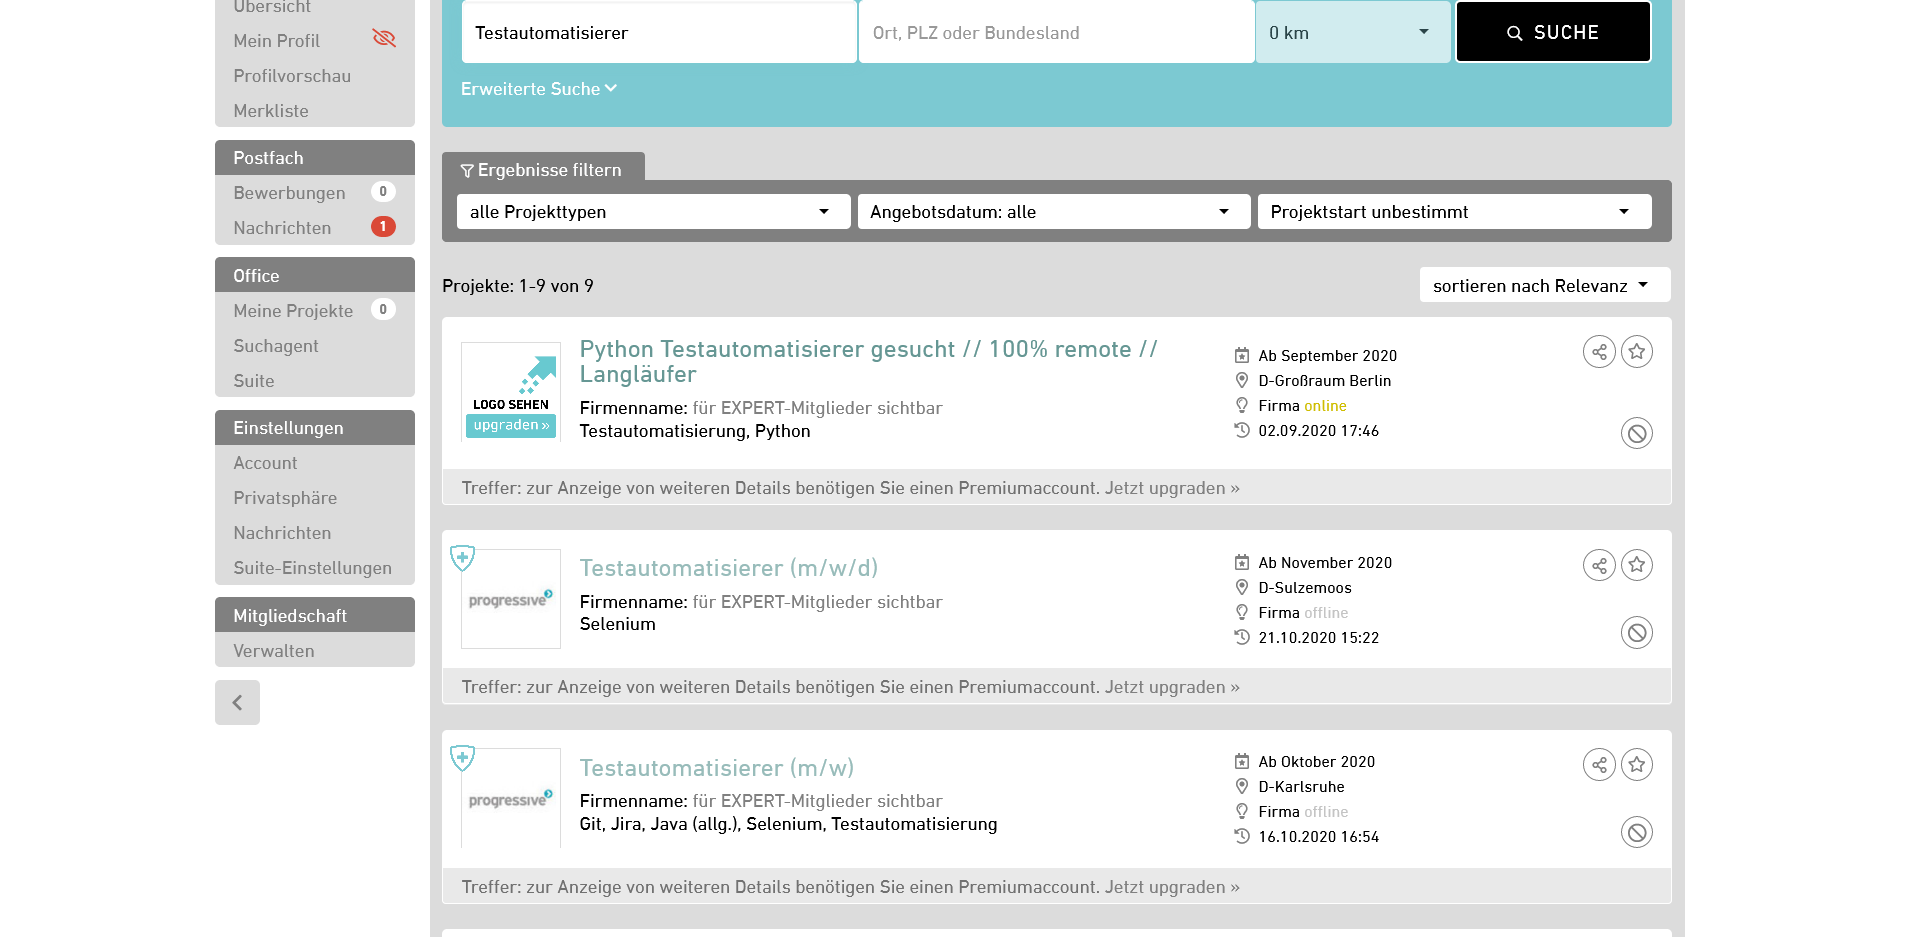 Übersicht
Mein Profil
Profilvorschau
Merkliste
Postfach
Bewerbungen 0
Nachrichten 1
Office
Meine Projekte 0
Suchagent
Suite
Einstellungen
Account
Privatsphäre
Nachrichten
Suite-Einstellungen
Mitgliedschaft
Verwalten
Testautomatisierer
Ort, PLZ oder Bundesland
0 km
SUCHE
Erweiterte Suche
Ergebnisse filtern
alle Projekttypen
Angebotsdatum: alle
Projektstart unbestimmt
Projekte: 1-9 von 9
sortieren nach Relevanz
LOGO SEHEN
upgraden »
Python Testautomatisierer gesucht // 100% remote //
Langläufer
Firmenname: für EXPERT-Mitglieder sichtbar
Testautomatisierung, Python
Ab September 2020
D-Großraum Berlin
Firma online
02.09.2020 17:46
Treffer: zur Anzeige von weiteren Details benötigen Sie einen Premiumaccount. Jetzt upgraden »
progressive
Testautomatisierer (m/w/d)
Firmenname: für EXPERT-Mitglieder sichtbar
Selenium
Ab November 2020
D-Sulzemoos
Firma offline
21.10.2020 15:22
Treffer: zur Anzeige von weiteren Details benötigen Sie einen Premiumaccount. Jetzt upgraden »
progressive
Testautomatisierer (m/w)
Firmenname: für EXPERT-Mitglieder sichtbar
Git, Jira, Java (allg.), Selenium, Testautomatisierung
Ab Oktober 2020
D-Karlsruhe
Firma offline
16.10.2020 16:54
Treffer: zur Anzeige von weiteren Details benötigen Sie einen Premiumaccount. Jetzt upgraden »